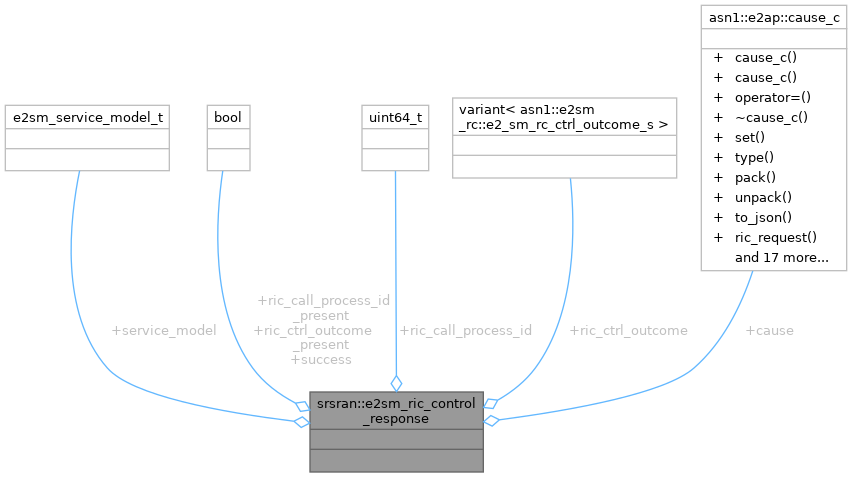 asn1::e2ap::cause_c
+ cause_c()
+ cause_c()
+ operator=()
+ ~cause_c()
+ set()
+ type()
+ pack()
+ unpack()
+ to_json()
+ ric_request()
and 17 more...
e2sm_service_model_t
bool
uint64_t
variant< asn1::e2sm
_rc::e2_sm_rc_ctrl_outcome_s >
+service_model
+ric_call_process_id
_present
+ric_ctrl_outcome
_present
+success
+ric_call_process_id
+ric_ctrl_outcome
+cause
srsran::e2sm_ric_control
_response